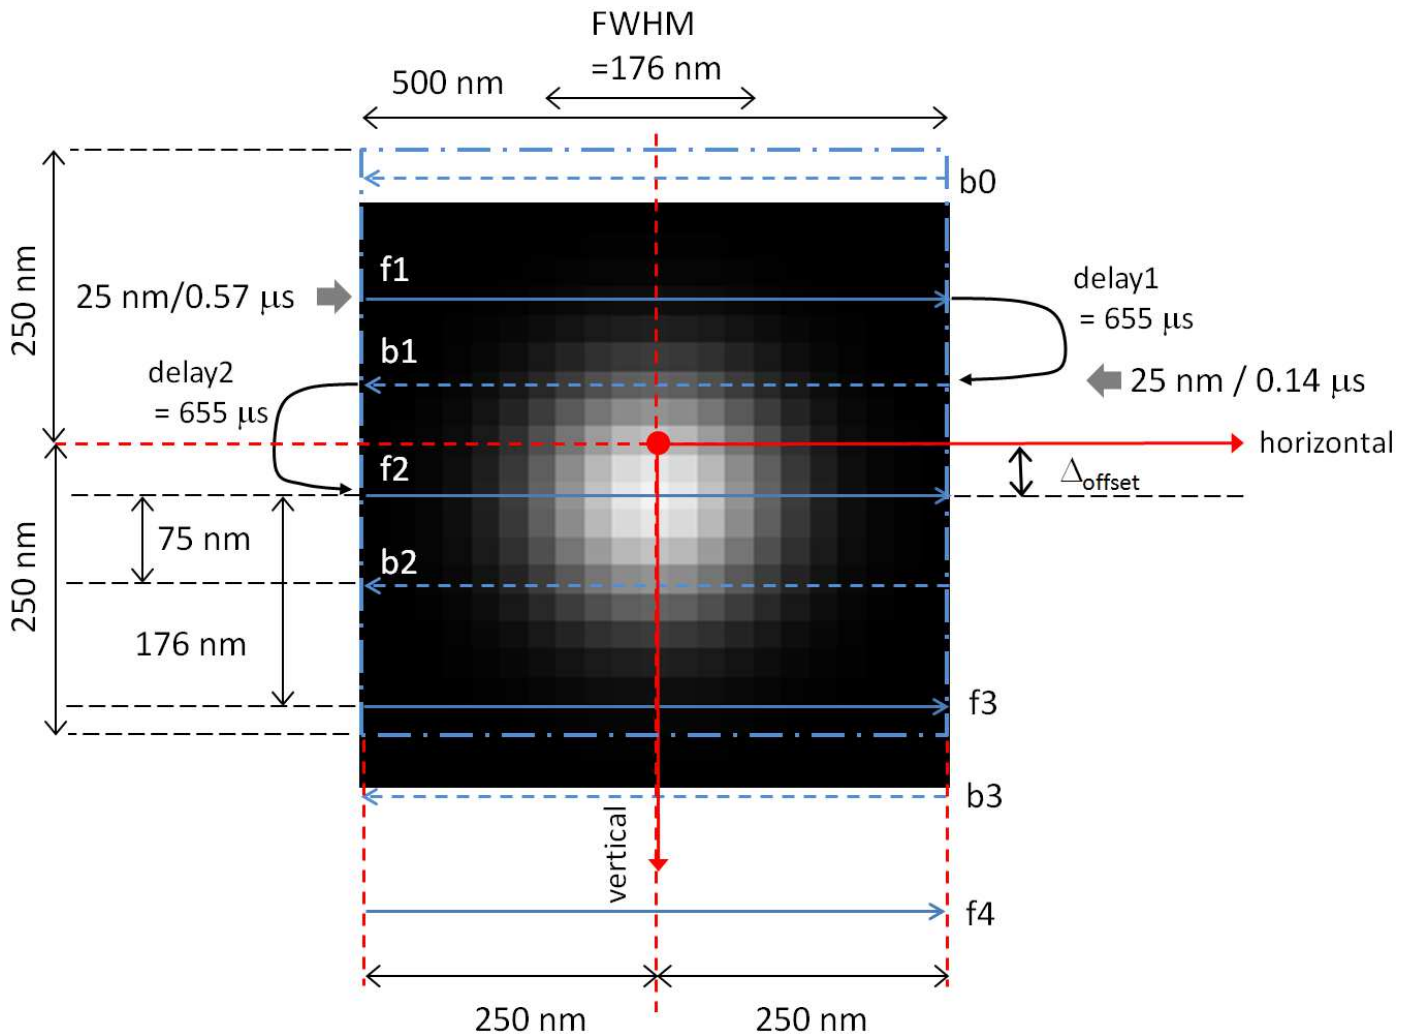 FWHM
=176 nm
500 nm
b0
250 nm
f1
25 nm/0.57 μs
delay1
= 655 μs
b1
delay2
= 655 μs
25 nm / 0.14 μs
horizontal
f2
Δoffset
75 nm
b2
250 nm
176 nm
f3
b3
vertical
f4
250 nm
250 nm